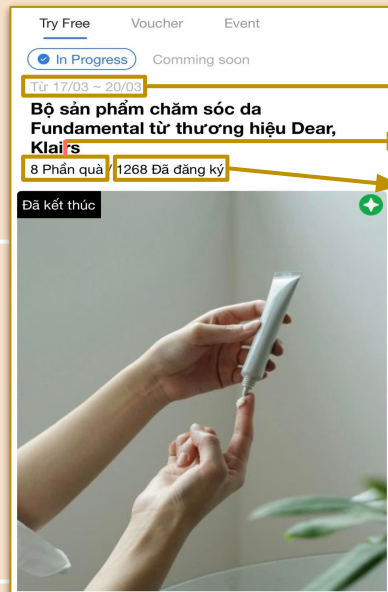 Try Free Voucher Event
In Progress Comming soon
Từ 17/03 ~ 20/03
Bộ sản phẩm chăm sóc da
Fundamental từ thương hiệu Dear,
Klairs
8 Phần quà / 1268 Đã đăng ký
Đã kết thúc